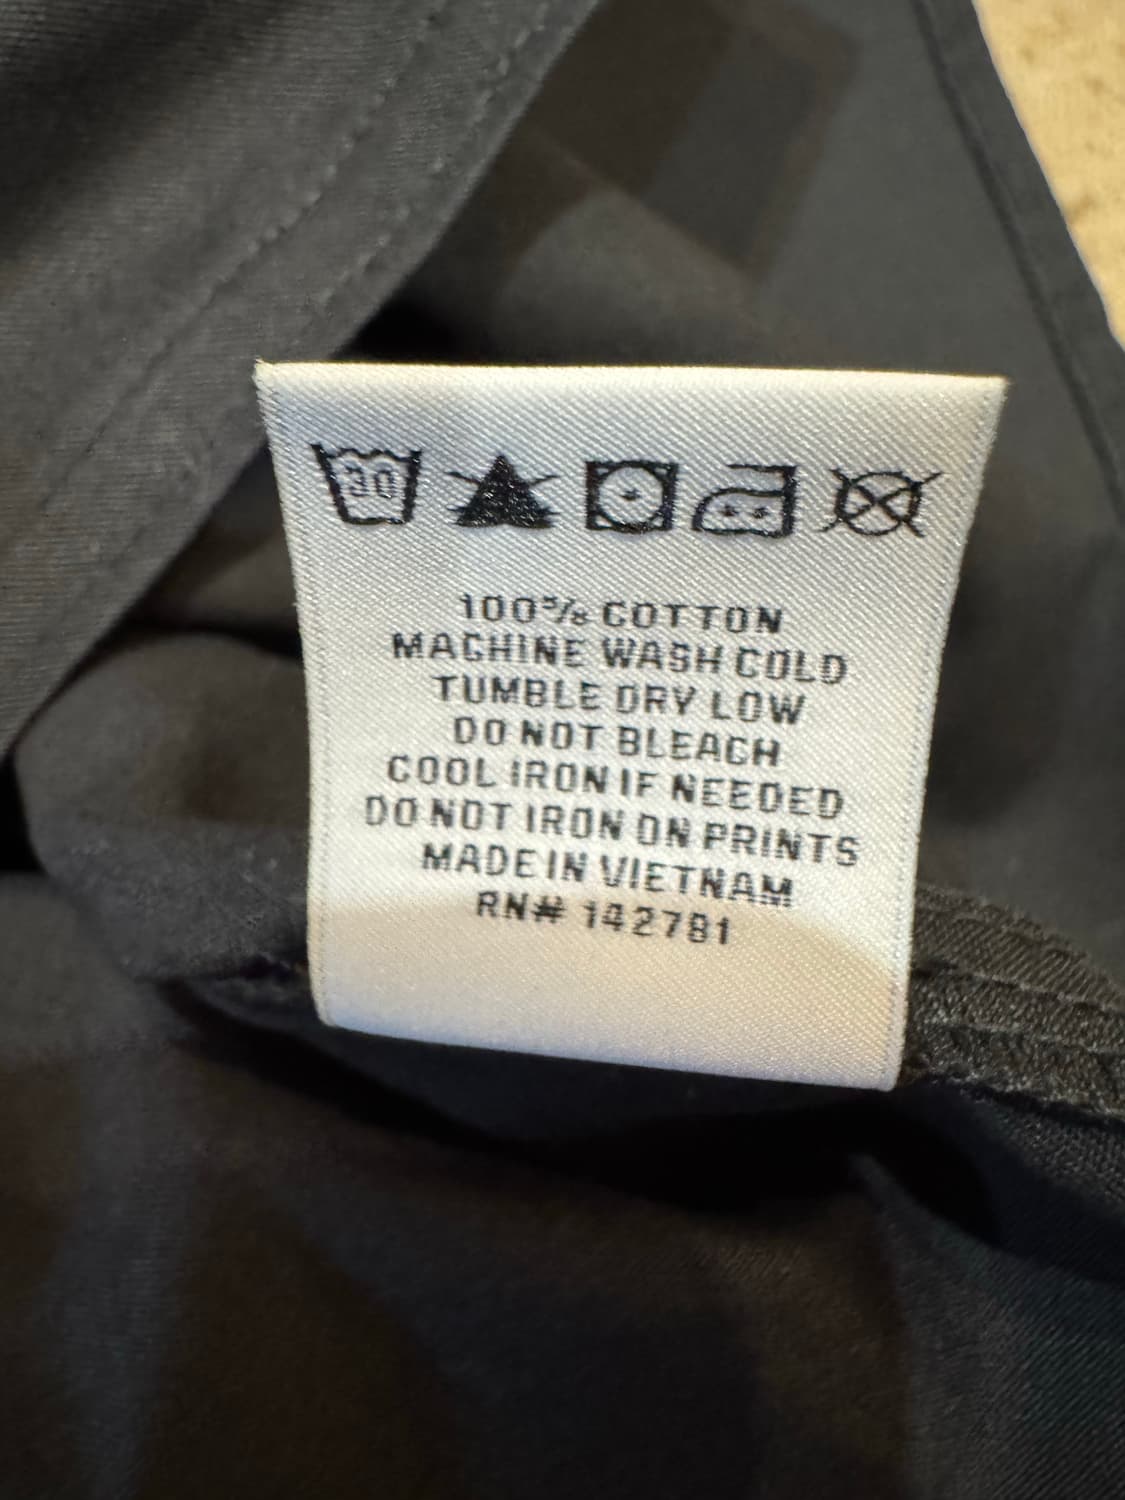 30
100% COTTON
MACHINE WASH COLD
TUMBLE DRY LOW
DO NOT BLEACH
COOL IRON IF NEEDED
DO NOT IRON ON PRINTS
MADE IN VIETNAM
RN# 142781